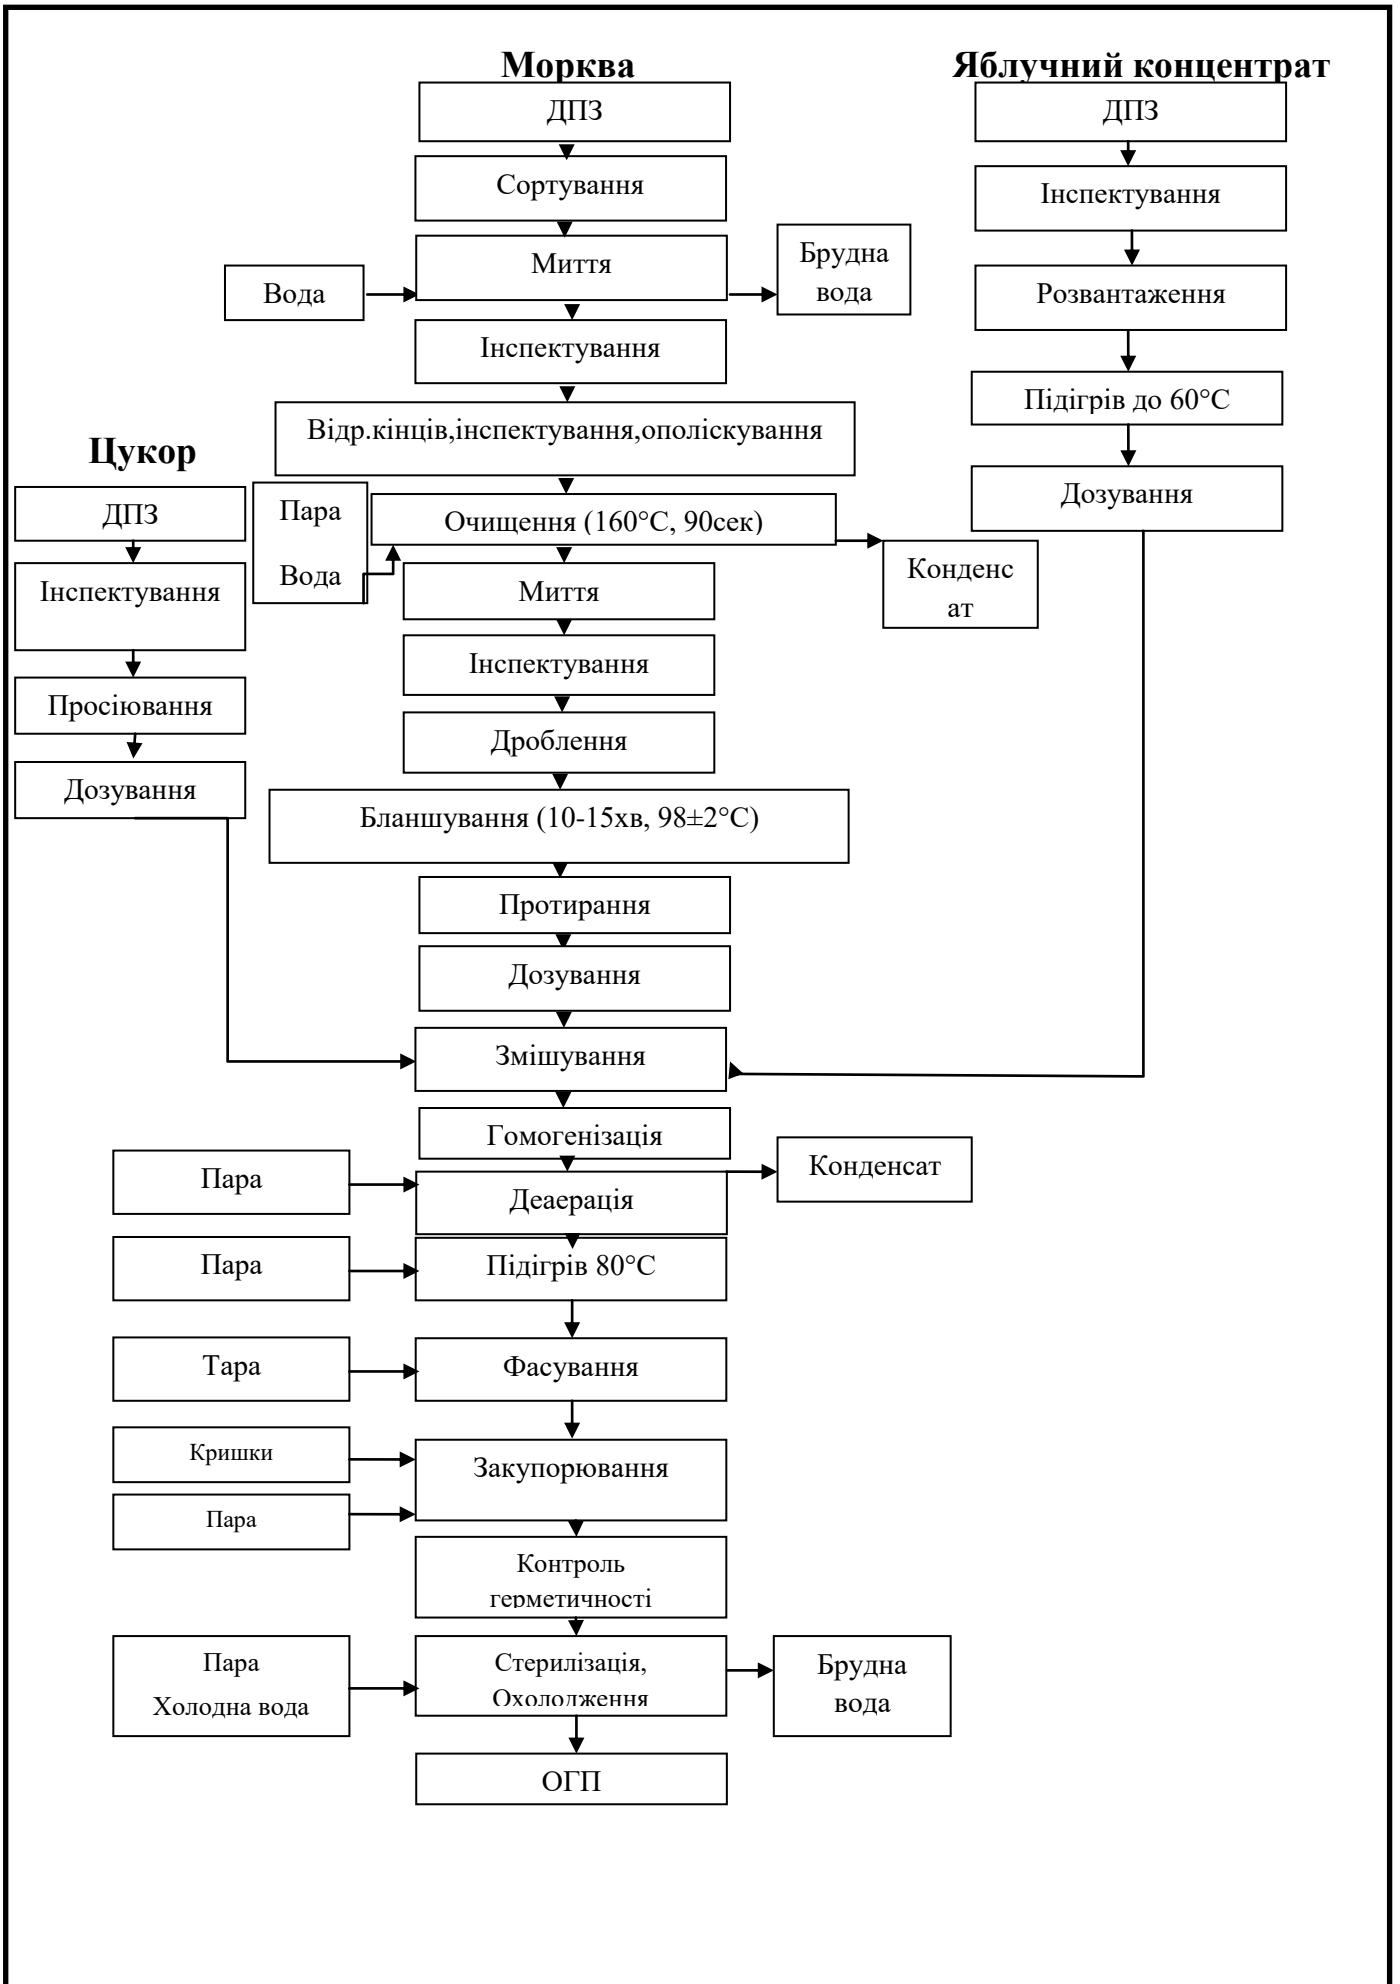 Морква
Яблучний концентрат
ДПЗ
ДПЗ
Сортування
Інспектування
Миття
Брудна
вода
Вода
Розвантаження
Інспектування
Підігрів до 60°С
Відр.кінців,інспектування,ополіскування
Цукор
Дозування
ДПЗ
Пара
Вода
Очищення (160°С, 90сек)
Конденс
ат
Інспектування
Миття
Інспектування
Просіювання
Дроблення
Дозування
Бланшування (10-15хв, 98±2°С)
Протирання
Дозування
Змішування
Гомогенізація
Конденсат
Пара
Деаерація
Пара
Підігрів 80°С
Тара
Фасування
Кришки
Закупорювання
Пара
Контроль
герметичності
Пара
Холодна вода
Стерилізація,
Охолодження
Брудна
вода
ОГП